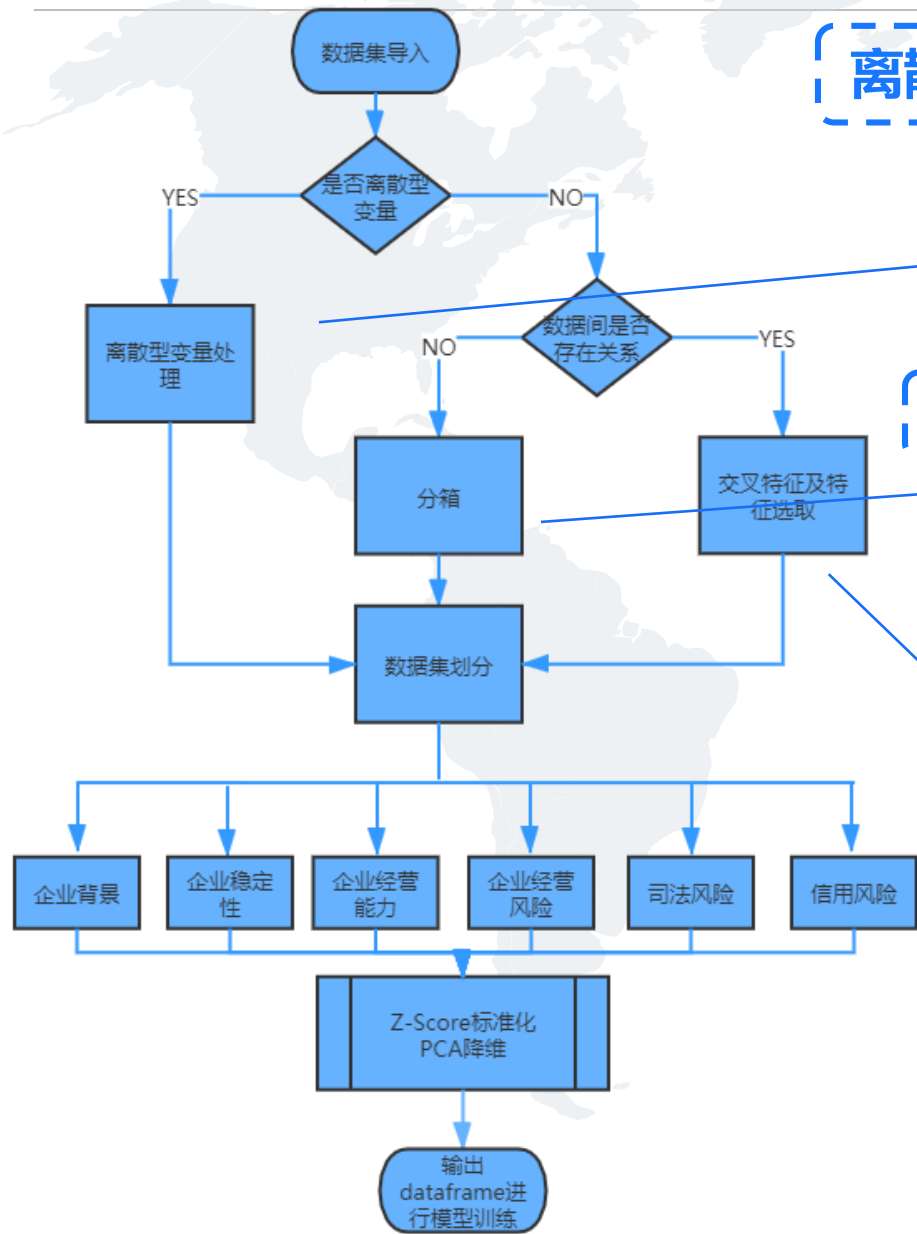 数据集导入
离散
是否离散型
变量
YES
NO
数据间是否
存在关系
离散型变量处
理
NO
YES
分箱
交叉特征及特
征选取
数据集划分
企业背景
企业稳定
性
企业经营
能力
企业经营
风险
司法风险
信用风险
Z-Score标准化
PCA降维
输出
dataframe进
行模型训练